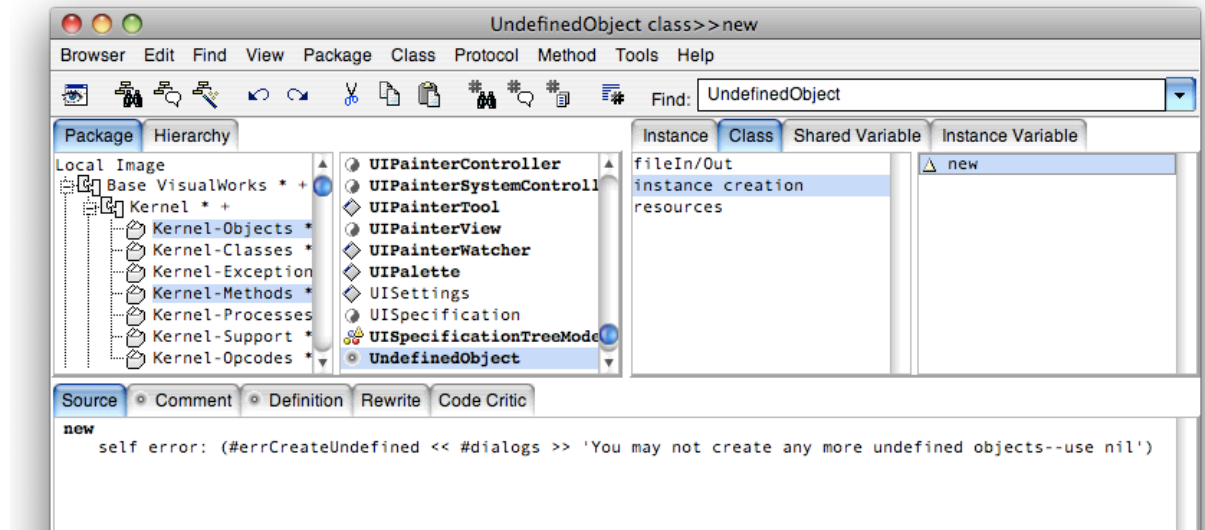 UndefinedObject class>>new
Browser Edit Find View Package Class Protocol Method Tools Help
Find: UndefinedObject
Package Hierarchy
Local Image
Base VisualWorks * +
Kernel * +
Kernel-Objects *
Kernel-Classes *
Kernel-Exception
Kernel-Methods *
Kernel-Processes
Kernel-Support *
Kernel-Opcodes *
UIPainterController
UIPainterSystemControll
UIPainterTool
UIPainterView
UIPainterWatcher
UIPalette
UISettings
UISpecification
UISpecificationTreeMode
UndefinedObject
Instance Class Shared Variable Instance Variable
fileIn/Out
instance creation
resources
new
Source Comment Definition Rewrite Code Critic
new
self error: (#errCreateUndefined << #dialogs >> 'You may not create any more undefined objects--use nil')